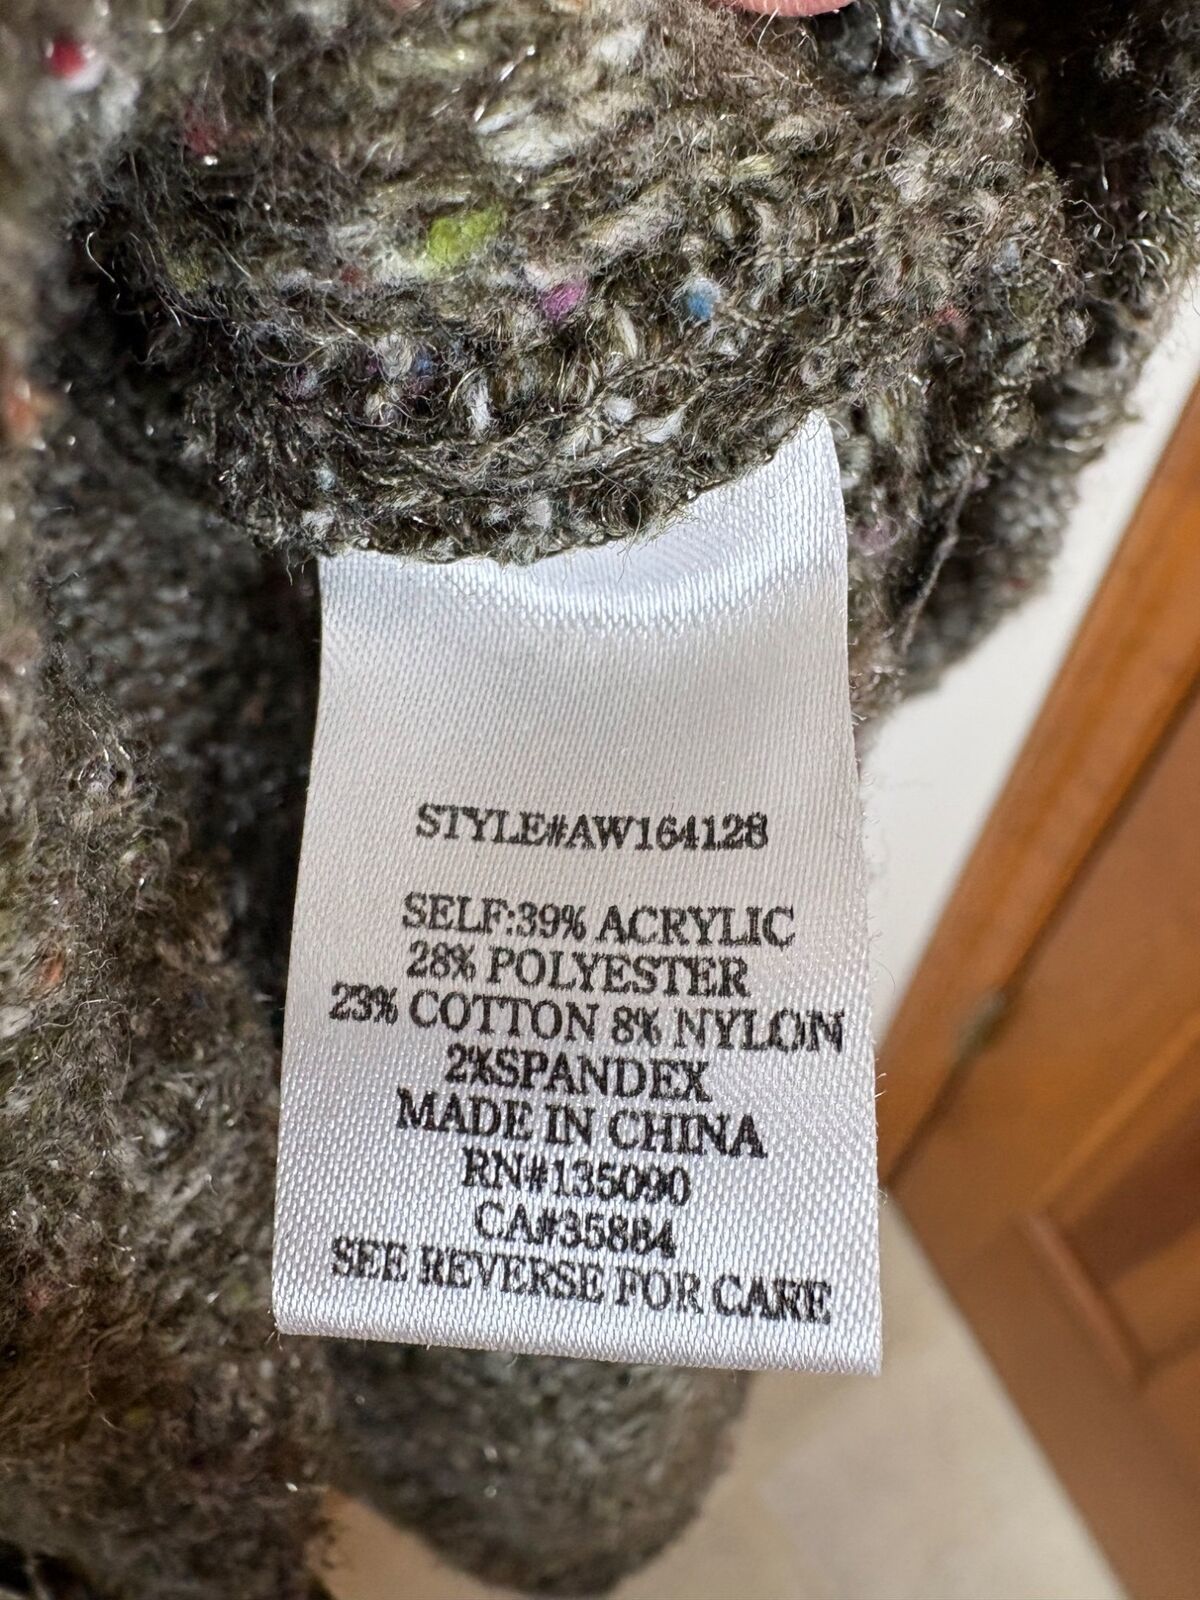 STYLE#AW164128
SELF:39% ACRYLIC
28% POLYESTER
23% COTTON 8% NYLON
2%SPANDEX
MADE IN CHINA
RN#135090
CA#35884
SEE REVERSE FOR CARE